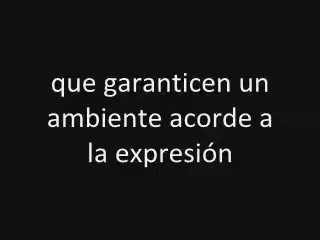 que garanticen un
ambiente acorde a
la expresión